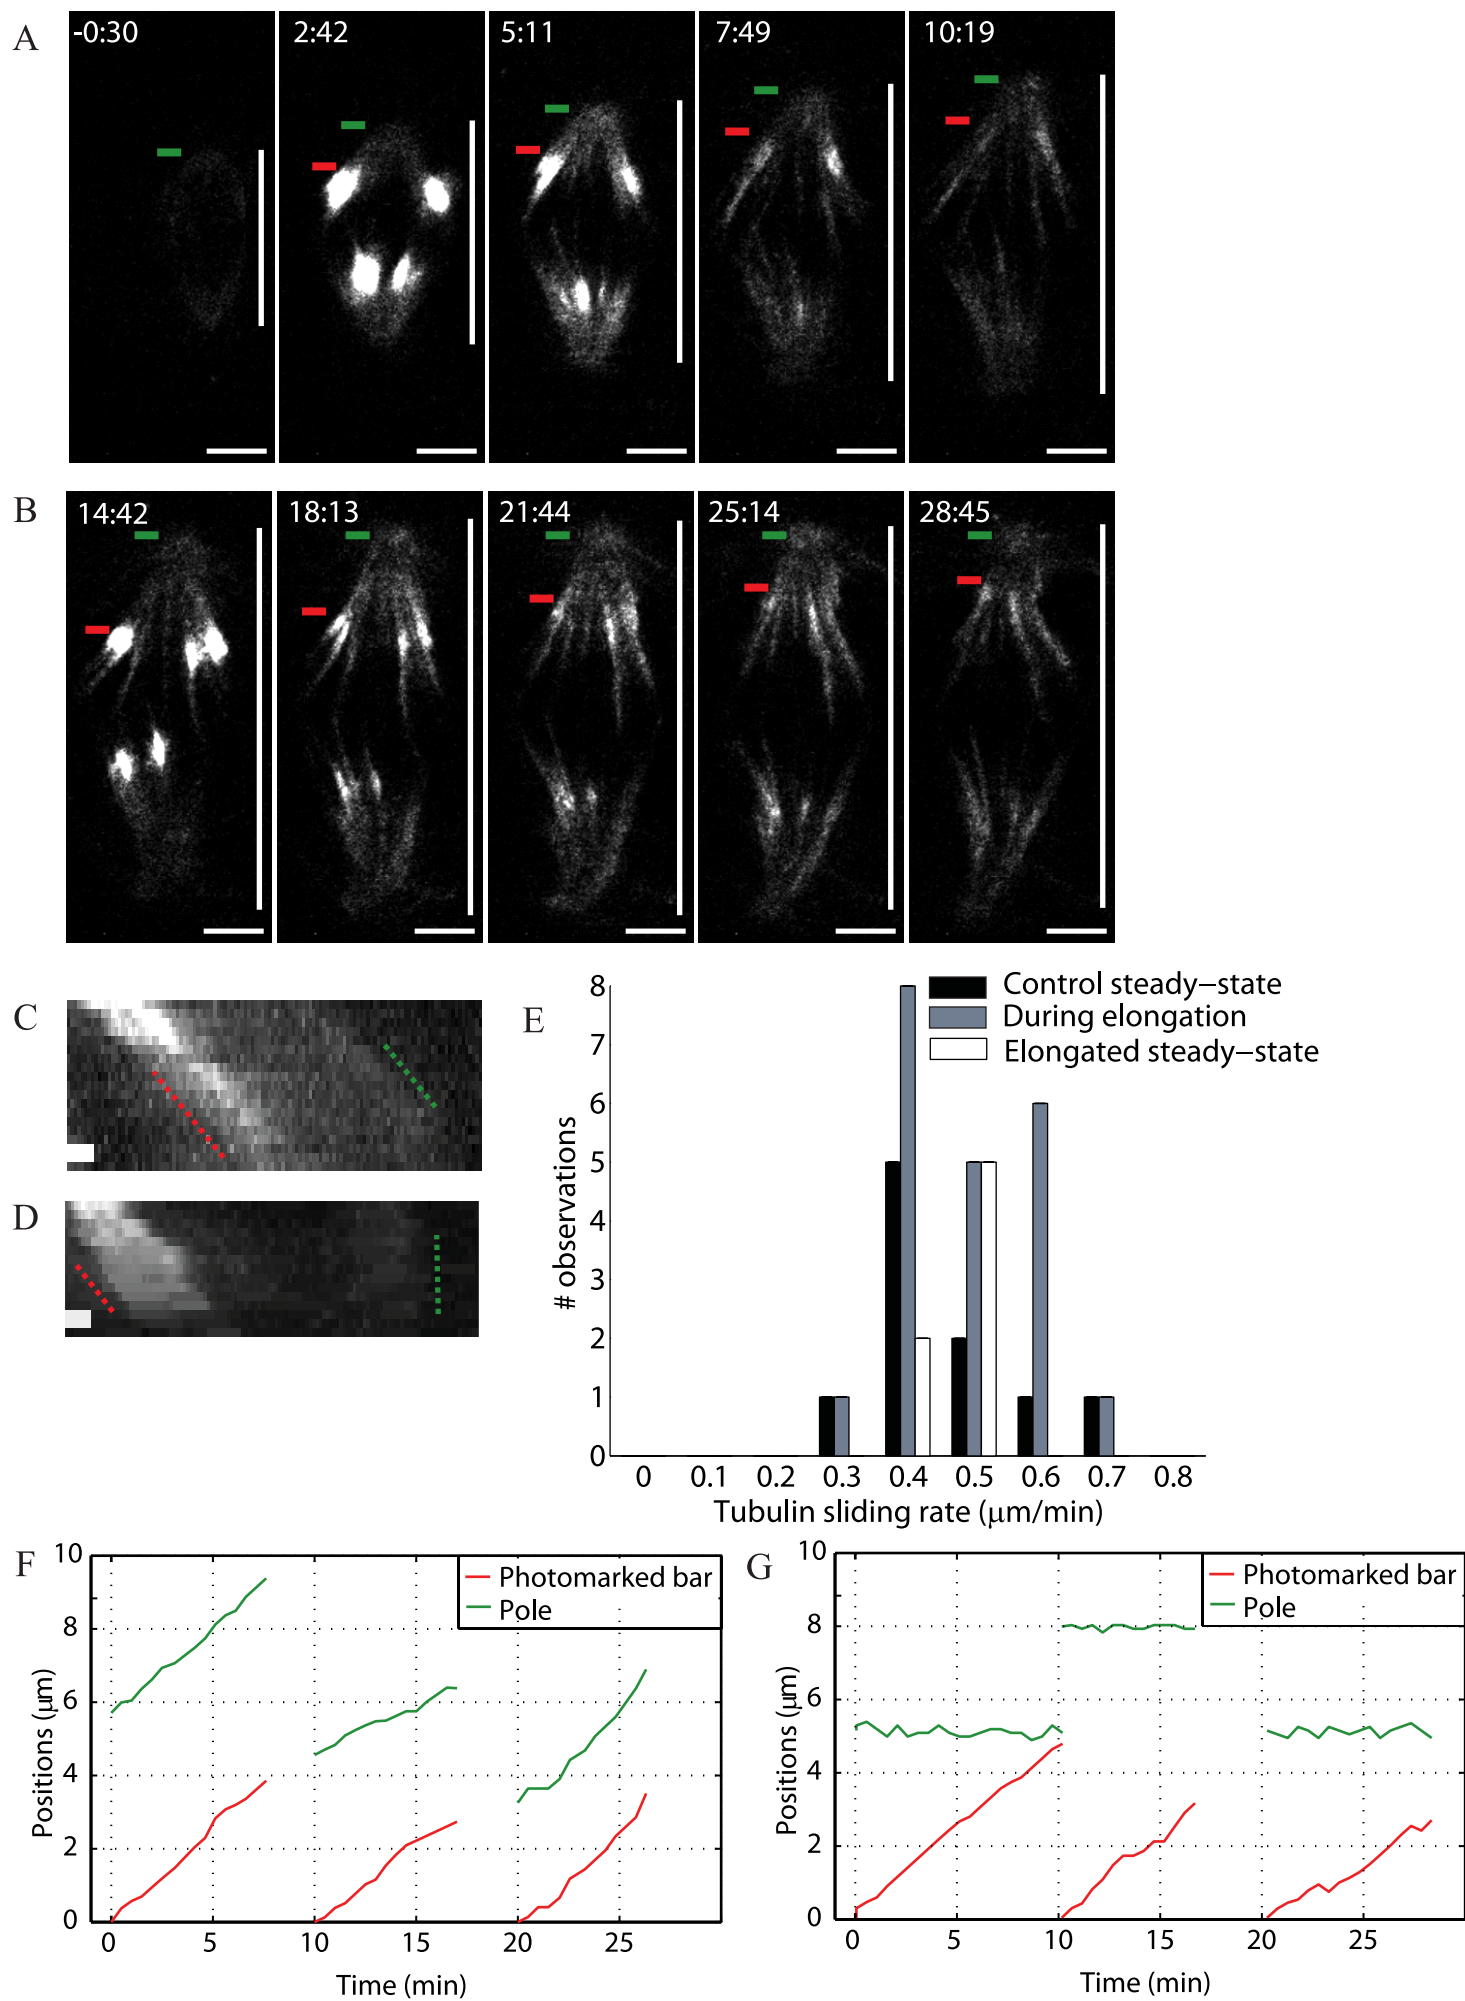 A
-0:30
2:42
5:11
7:49
10:19
B
14:42
18:13
21:44
25:14
28:45
C
D
E
8
7
6
5
4
3
2
1
0
# observations
Control steady−state
During elongation
Elongated steady−state
0 0.1 0.2 0.3 0.4 0.5 0.6 0.7 0.8
Tubulin sliding rate (μm/min)
F
10
8
6
4
2
0
Positions (μm)
Photomarked bar
Pole
0 5 10 15 20 25
Time (min)
G
10
8
6
4
2
0
Positions (μm)
Photomarked bar
Pole
0 5 10 15 20 25
Time (min)